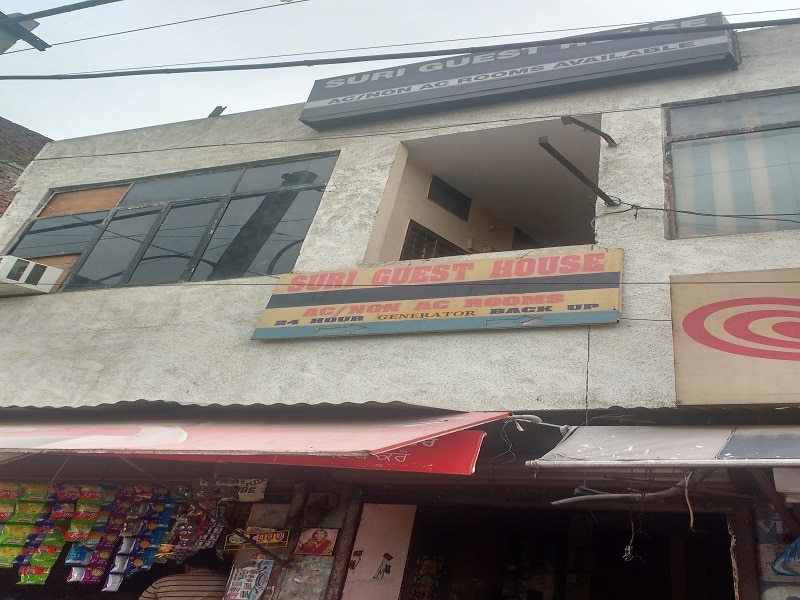 SURI GUEST HOUSE
AC/NON AC ROOMS AVAILABLE
SURI GUEST HOUSE
AC/NON AC ROOMS
24 HOUR GENERATOR BACK UP